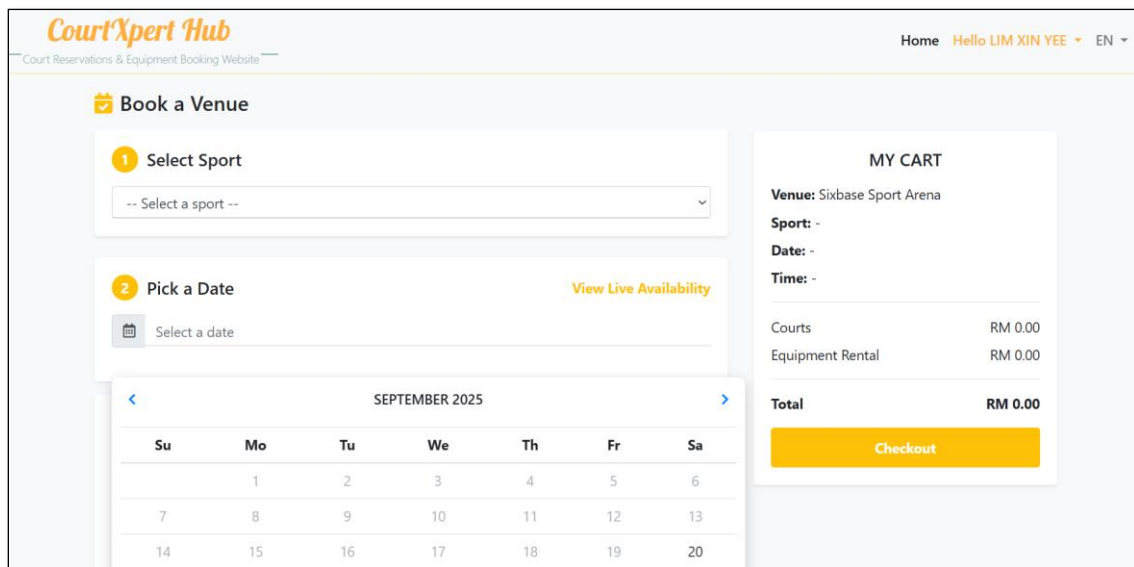 CourtXpert Hub
Court Reservations & Equipment Booking Website
Home Hello LIM XIN YEE EN
Book a Venue
1 Select Sport
-- Select a sport --
2 Pick a Date View Live Availability
Select a date
SEPTEMBER 2025
Su Mo Tu We Th Fr Sa
1 2 3 4 5 6
7 8 9 10 11 12 13
14 15 16 17 18 19 20
MY CART
Venue: Sixbase Sport Arena
Sport: -
Date: -
Time: -
Courts RM 0.00
Equipment Rental RM 0.00
Total RM 0.00
Checkout